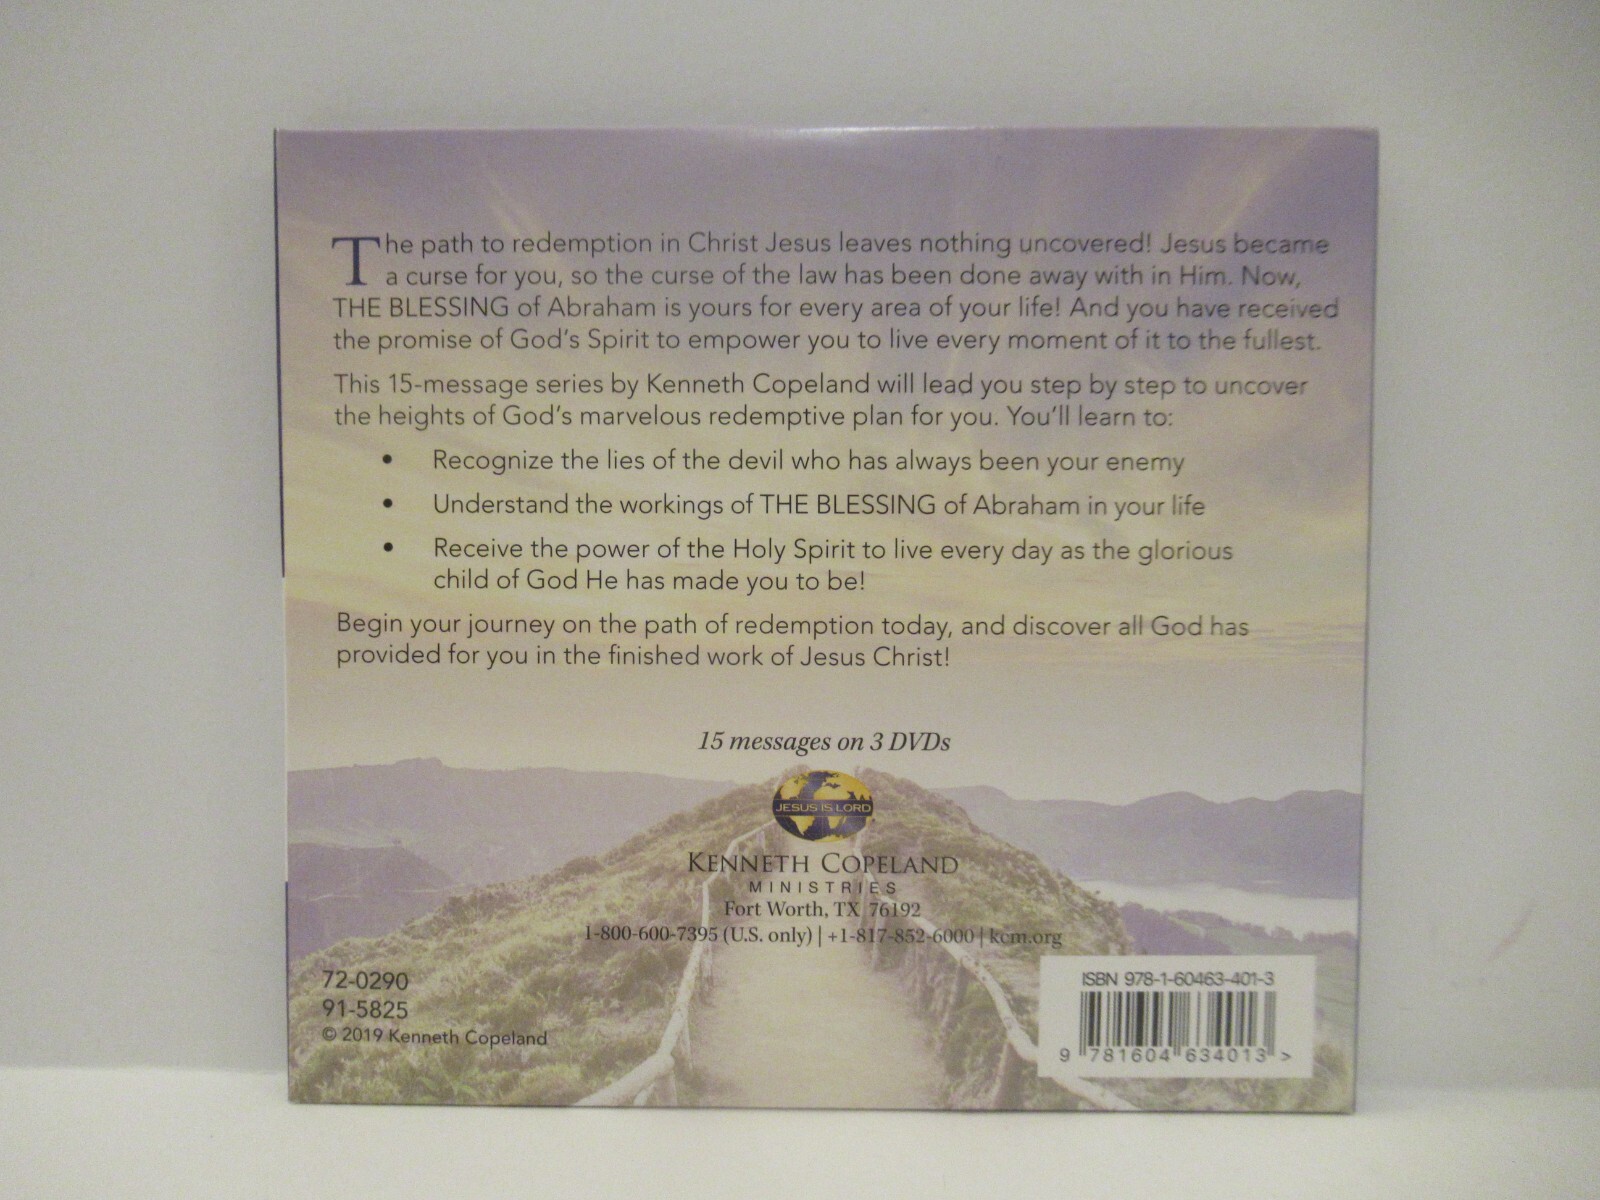 The path to redemption in Christ Jesus leaves nothing uncovered! Jesus became
a curse for you, so the curse of the law has been done away with in Him. Now,
THE BLESSING of Abraham is yours for every area of your life! And you have received
the promise of God's Spirit to empower you to live every moment of it to the fullest.
This 15-message series by Kenneth Copeland will lead you step by step to uncover
the heights of God's marvelous redemptive plan for you. You'll learn to:
• Recognize the lies of the devil who has always been your enemy
• Understand the workings of THE BLESSING of Abraham in your life
• Receive the power of the Holy Spirit to live every day as the glorious
child of God He has made you to be!
Begin your journey on the path of redemption today, and discover all God has
provided for you in the finished work of Jesus Christ!
15 messages on 3 DVDs
JESUS IS LORD
KENNETH COPELAND
MINISTRIES
Fort Worth, TX 76192
1-800-600-7395 (U.S. only) | +1-817-852-6000 | kcm.org
72-0290
91-5825
© 2019 Kenneth Copeland
ISBN 978-1-60463-401-3
9 781604 634013 >